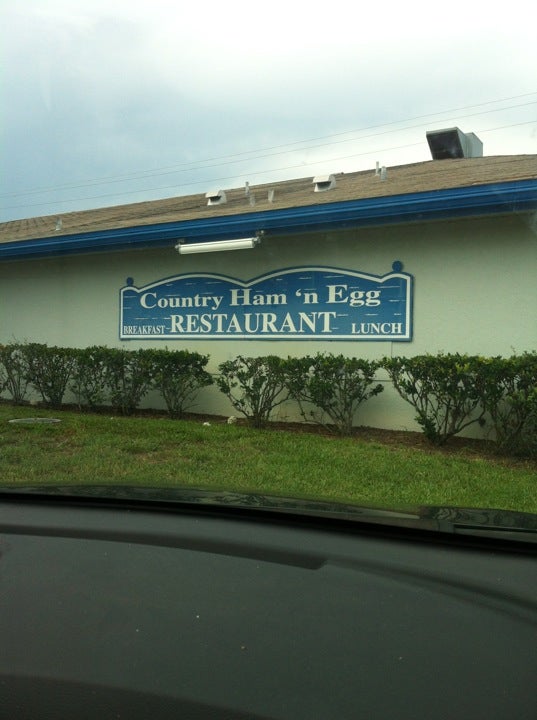 Country Ham 'n Egg
BREAKFAST RESTAURANT LUNCH